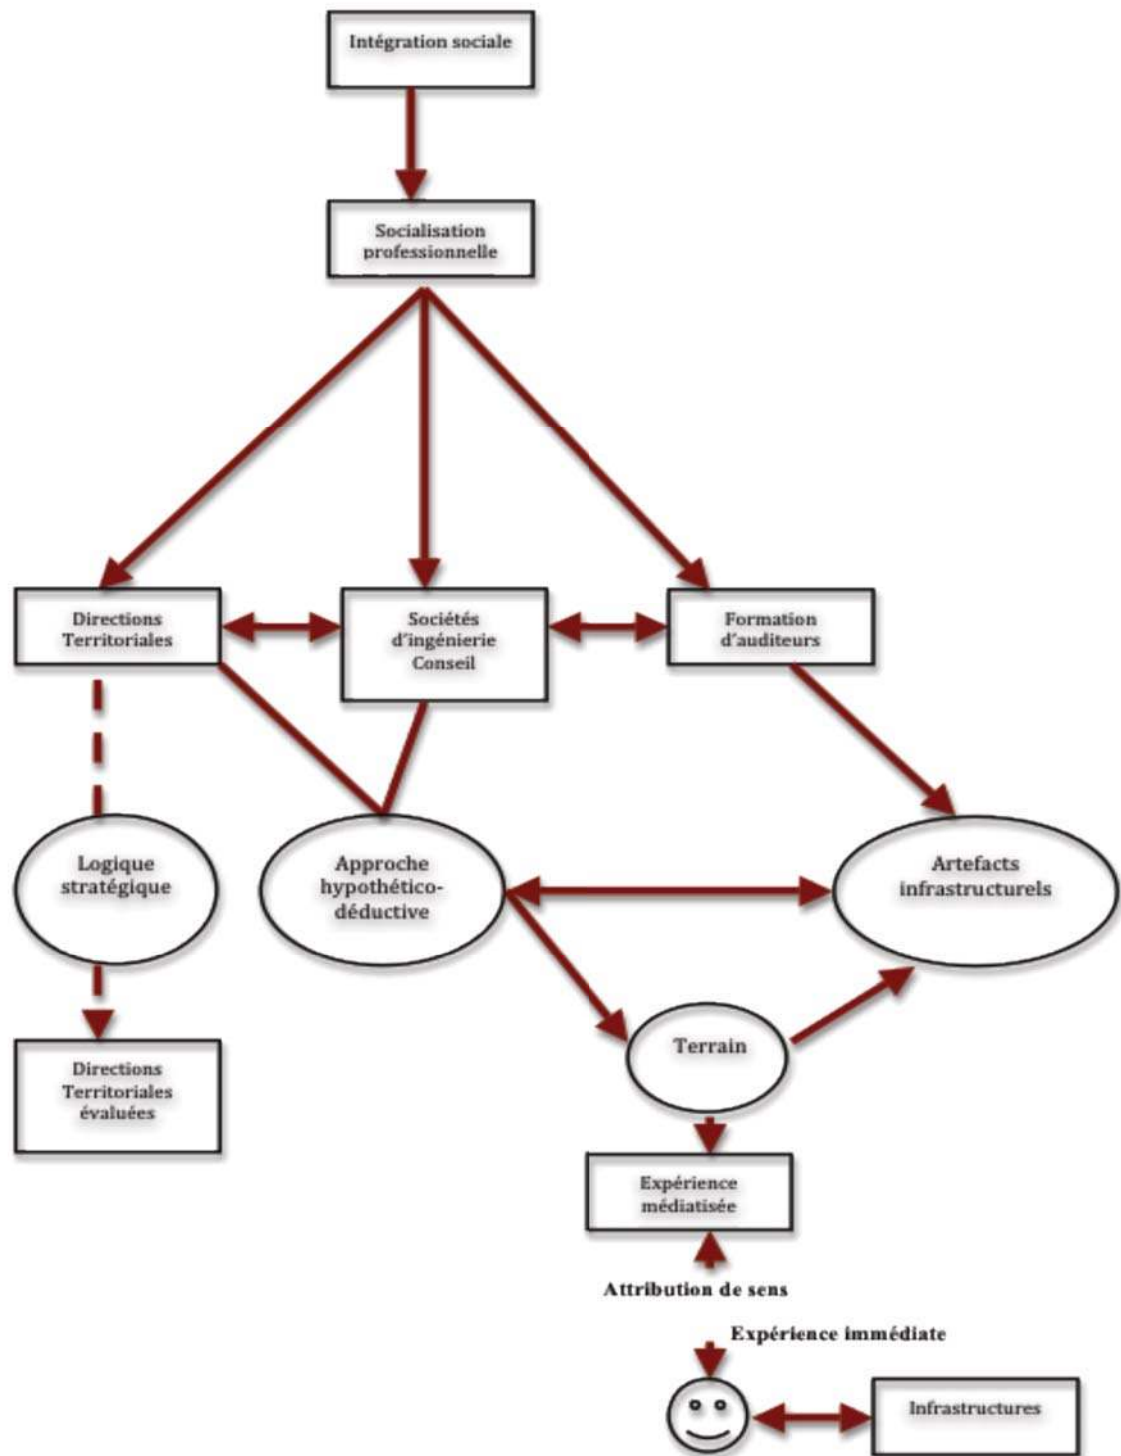 Intégration sociale
Socialisation
professionnelle
Directions
Territoriales
Sociétés
d'ingénierie
Conseil
Formation
d'auditeurs
Logique
stratégique
Approche
hypothético-
déductive
Artefacts
infrastructurels
Terrain
Directions
Territoriales
évaluées
Expérience
médiatisée
Attribution de sens
Expérience immédiate
Infrastructures